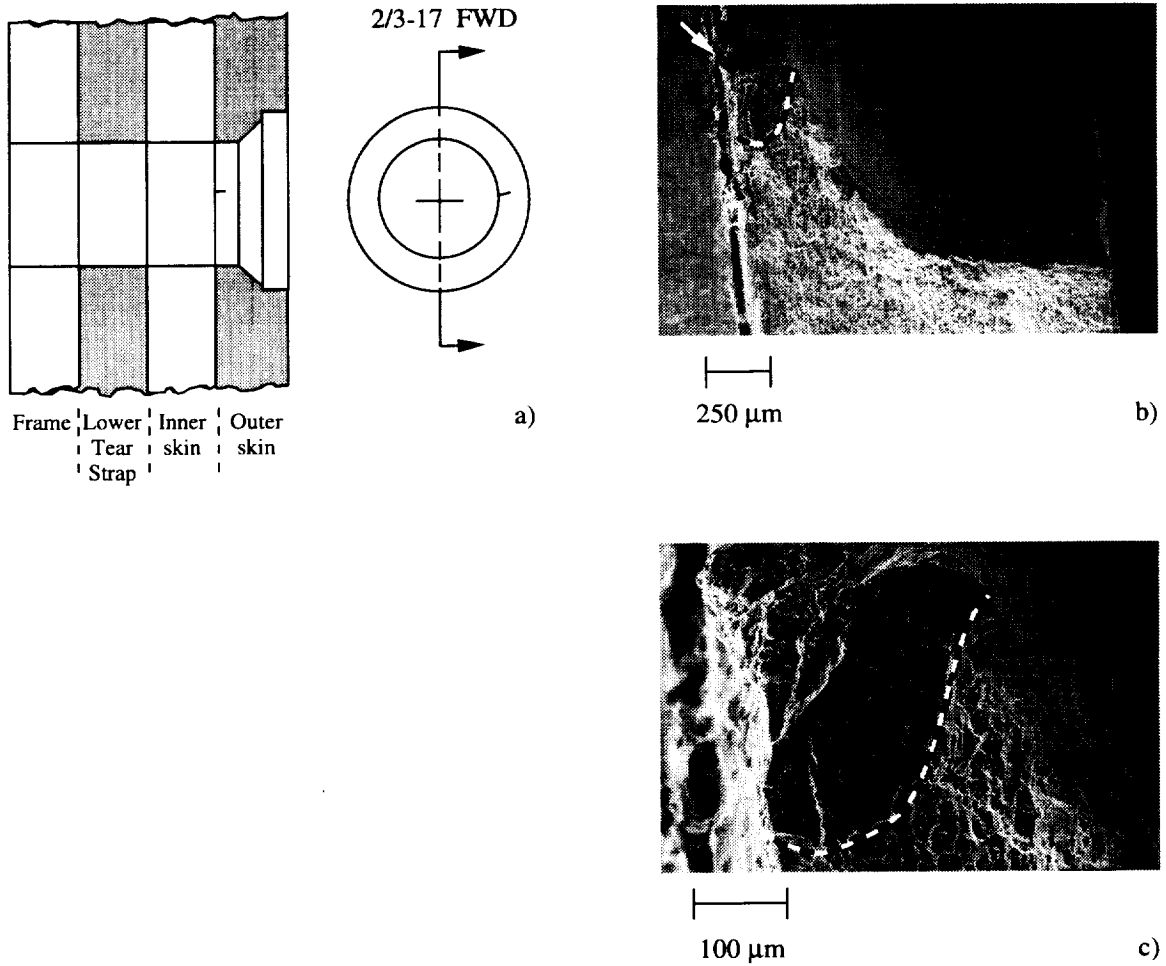 2/3-17 FWD
Frame Lower Tear Strap Inner skin Outer skin
a)
250 μm
b)
100 μm
c)